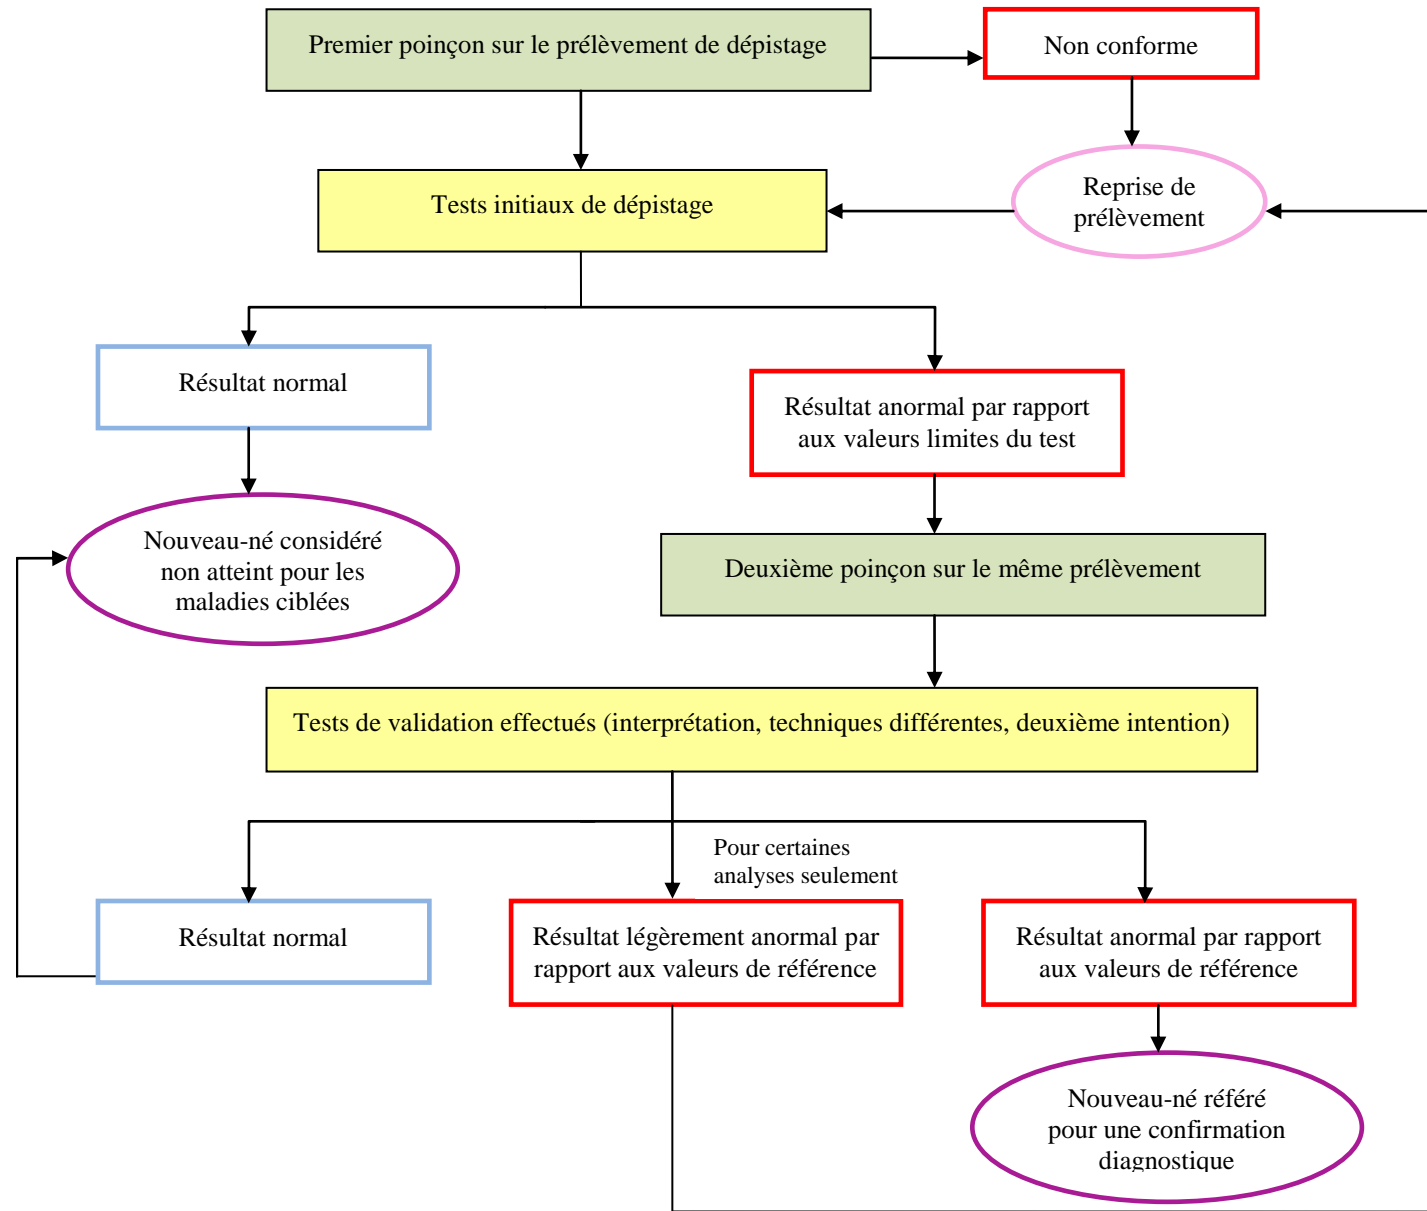 Premier poinçon sur le prélèvement de dépistage
Non conforme
Reprise de
prélèvement
Tests initiaux de dépistage
Résultat normal
Résultat anormal par rapport
aux valeurs limites du test
Nouveau-né considéré
non atteint pour les
maladies ciblées
Deuxième poinçon sur le même prélèvement
Tests de validation effectués (interprétation, techniques différentes, deuxième intention)
Pour certaines
analyses seulement
Résultat normal
Résultat légèrement anormal par
rapport aux valeurs de référence
Résultat anormal par rapport
aux valeurs de référence
Nouveau-né référé
pour une confirmation
diagnostique